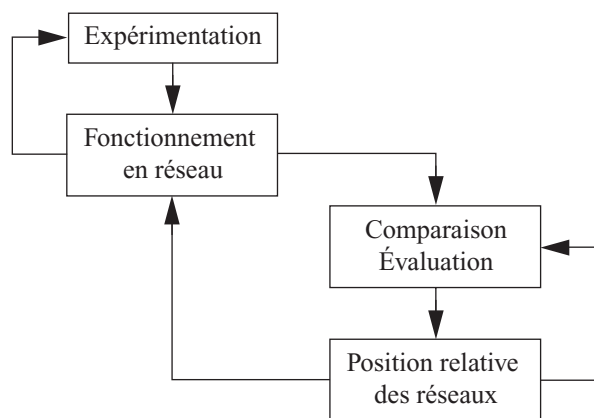 Expérimentation
Fonctionnement
en réseau
Comparaison
Évaluation
Position relative
des réseaux